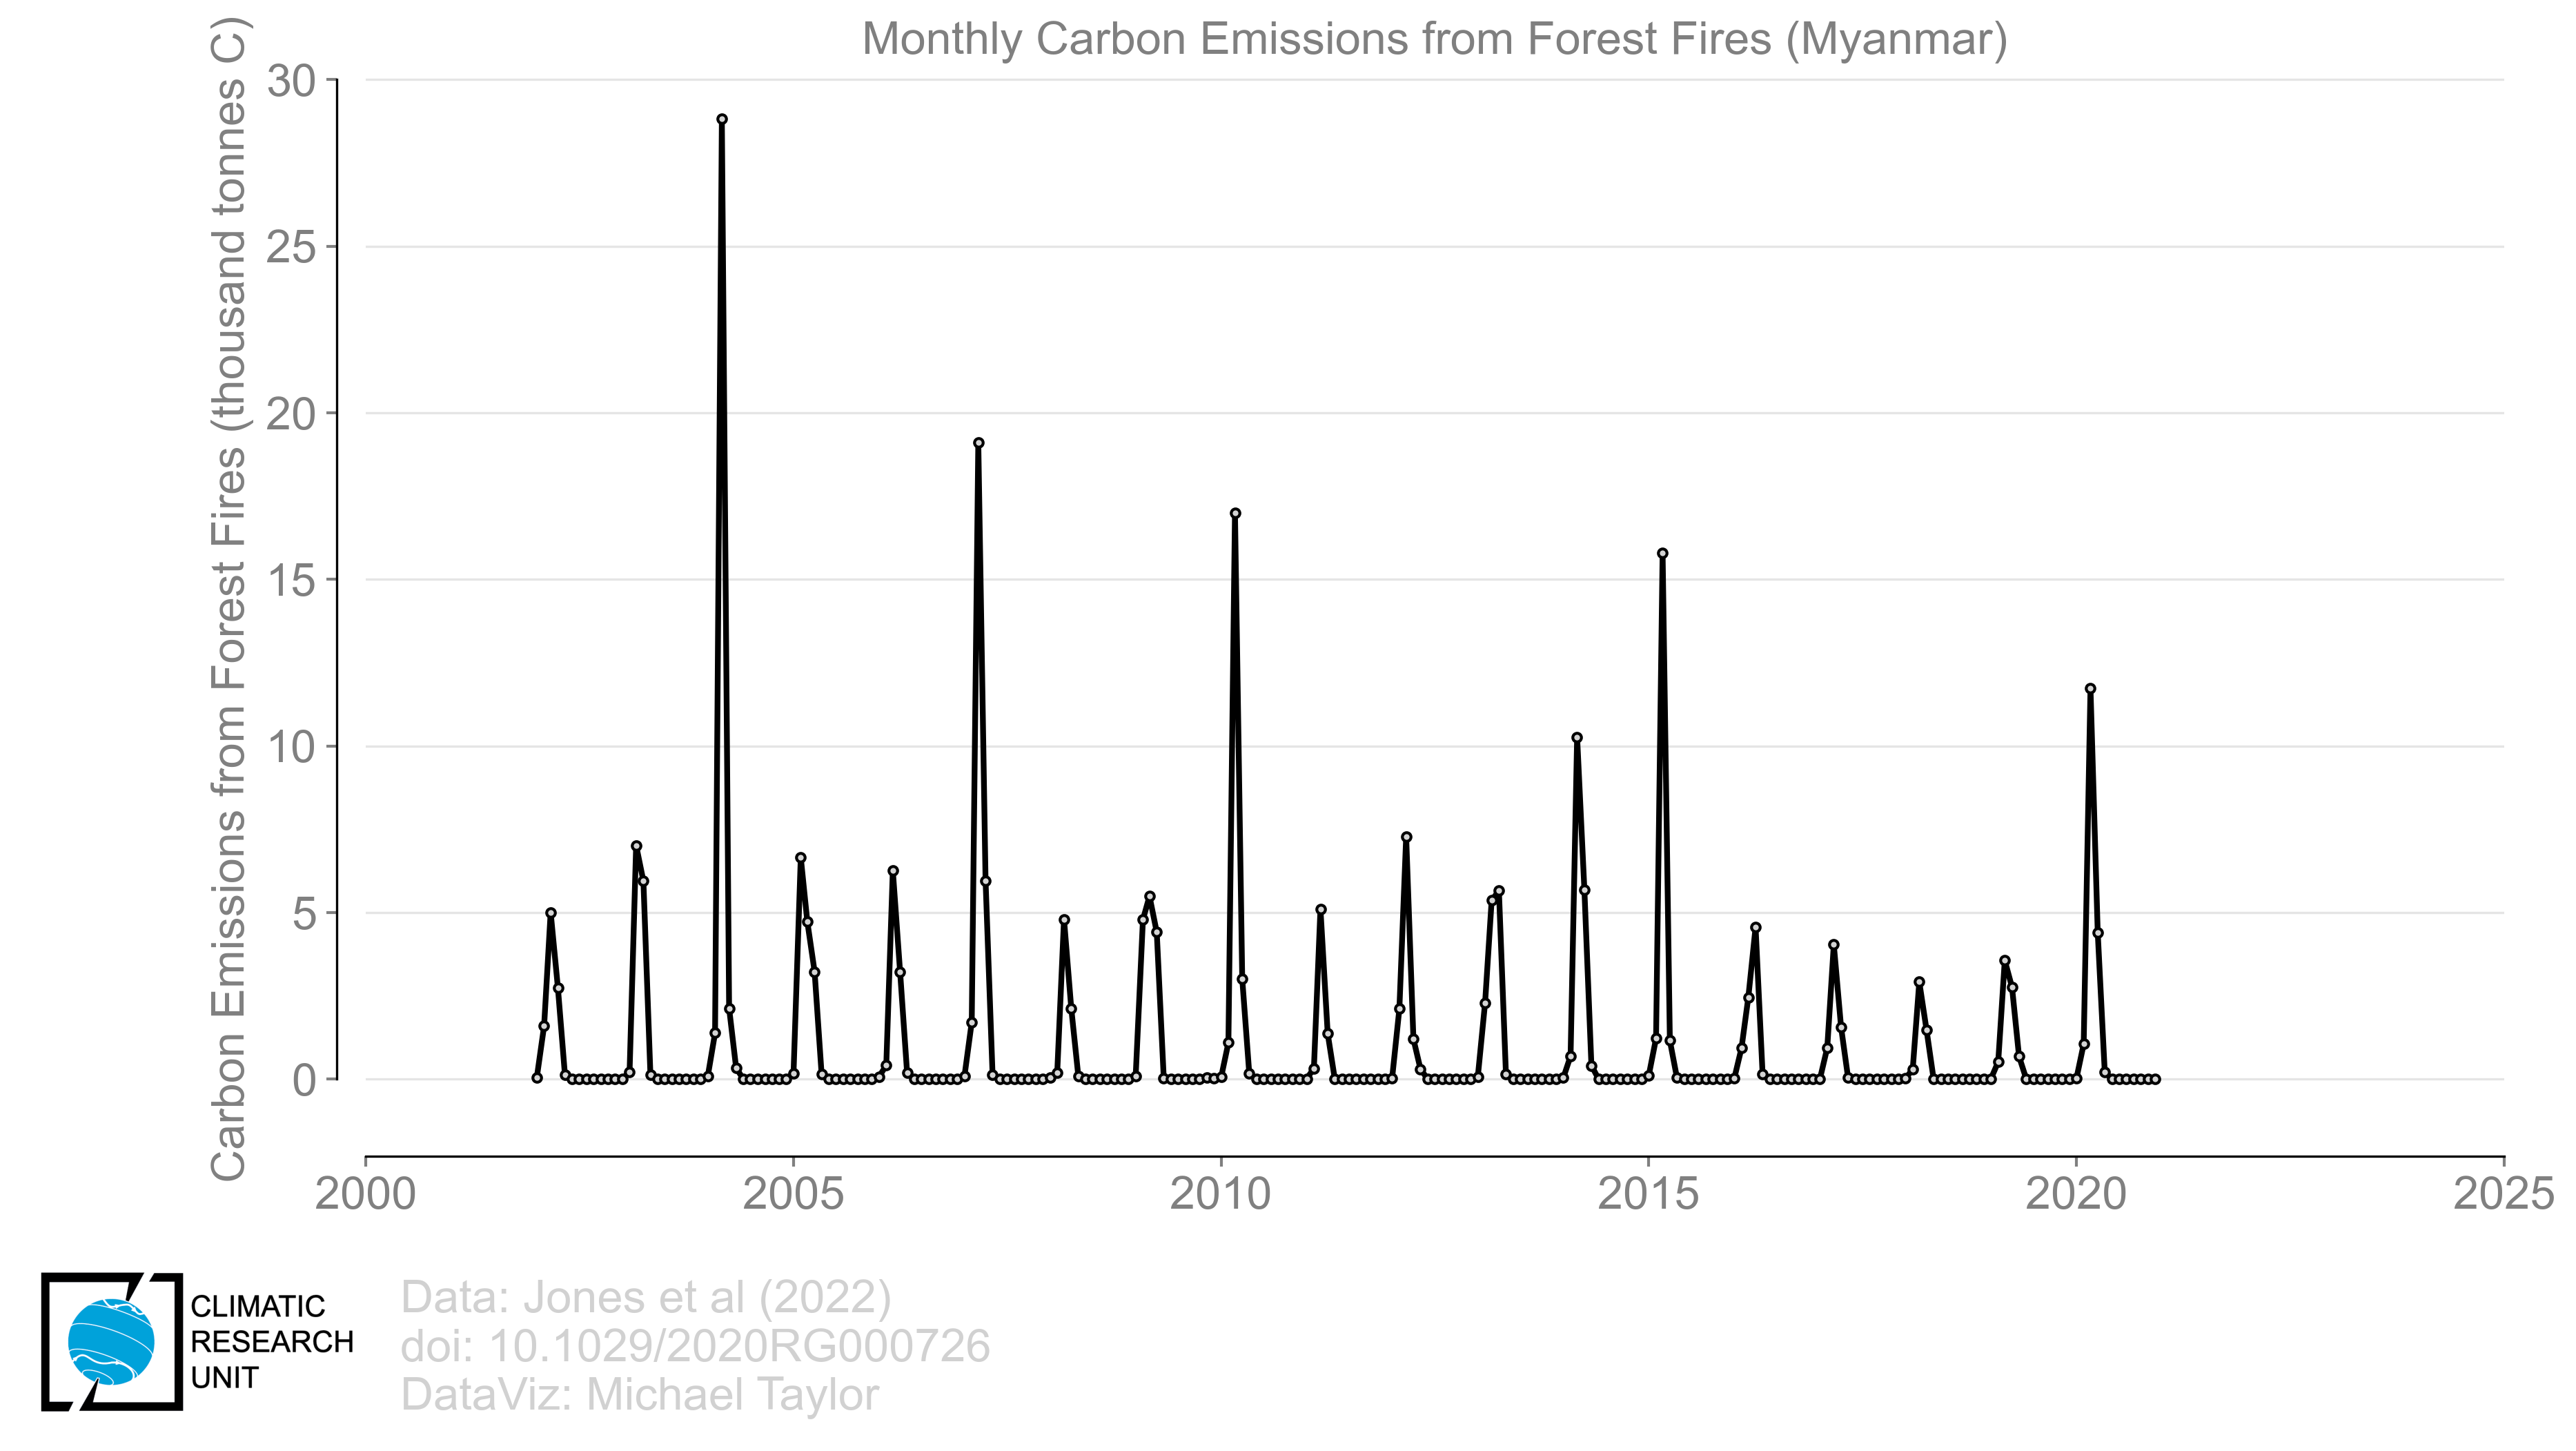 Monthly Carbon Emissions from Forest Fires (Myanmar)
Carbon Emissions from Forest Fires (thousand tonnes C)
30
25
20
15
10
5
0
2000 2005 2010 2015 2020 2025
CLIMATIC
RESEARCH
UNIT
Data: Jones et al (2022)
doi: 10.1029/2020RG000726
DataViz: Michael Taylor